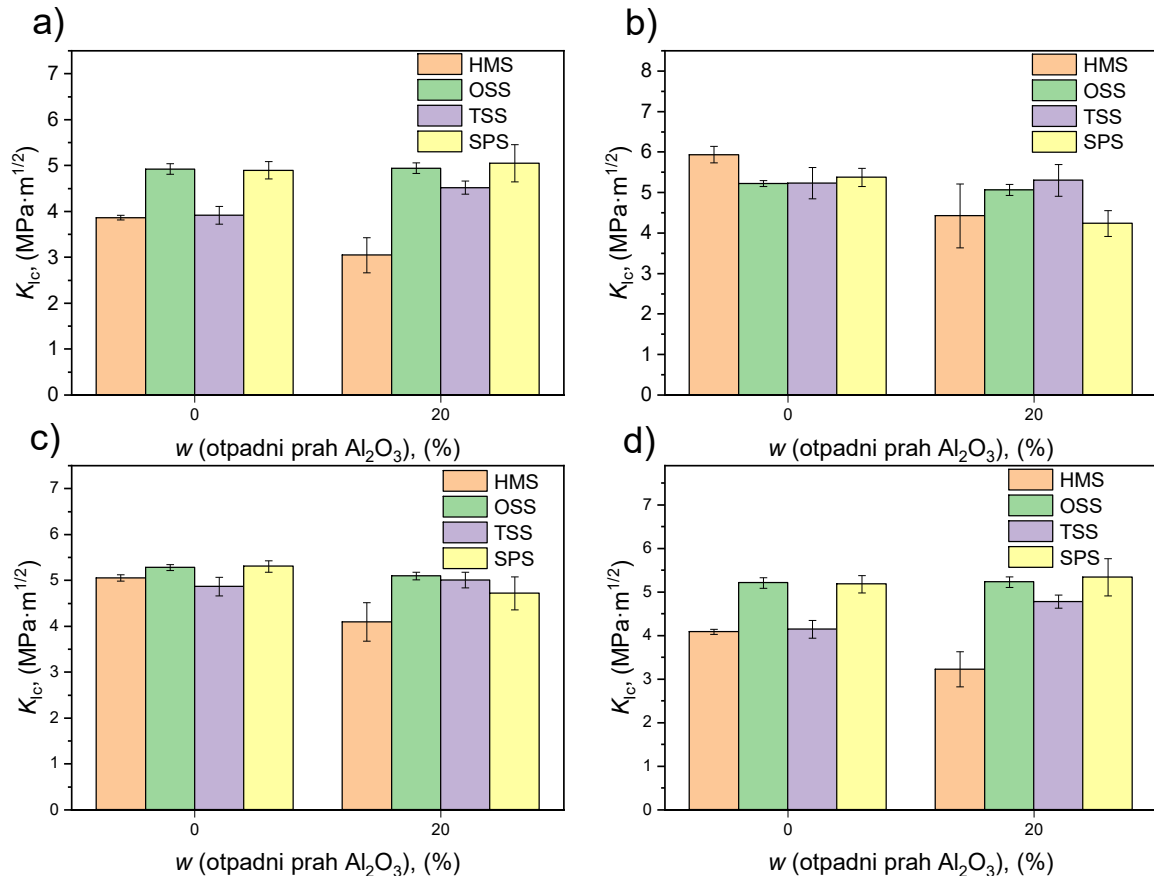 a)
7
6
5
4
3
2
1
0
K_Ic, (MPa·m^1/2)
HMS
OSS
TSS
SPS
0
20
w (otpadni prah Al₂O₃), (%)
b)
8
7
6
5
4
3
2
1
0
K_Ic, (MPa·m^1/2)
HMS
OSS
TSS
SPS
0
20
w (otpadni prah Al₂O₃), (%)
c)
7
6
5
4
3
2
1
0
K_Ic, (MPa·m^1/2)
HMS
OSS
TSS
SPS
0
20
w (otpadni prah Al₂O₃), (%)
d)
7
6
5
4
3
2
1
0
K_Ic, (MPa·m^1/2)
HMS
OSS
TSS
SPS
0
20
w (otpadni prah Al₂O₃), (%)